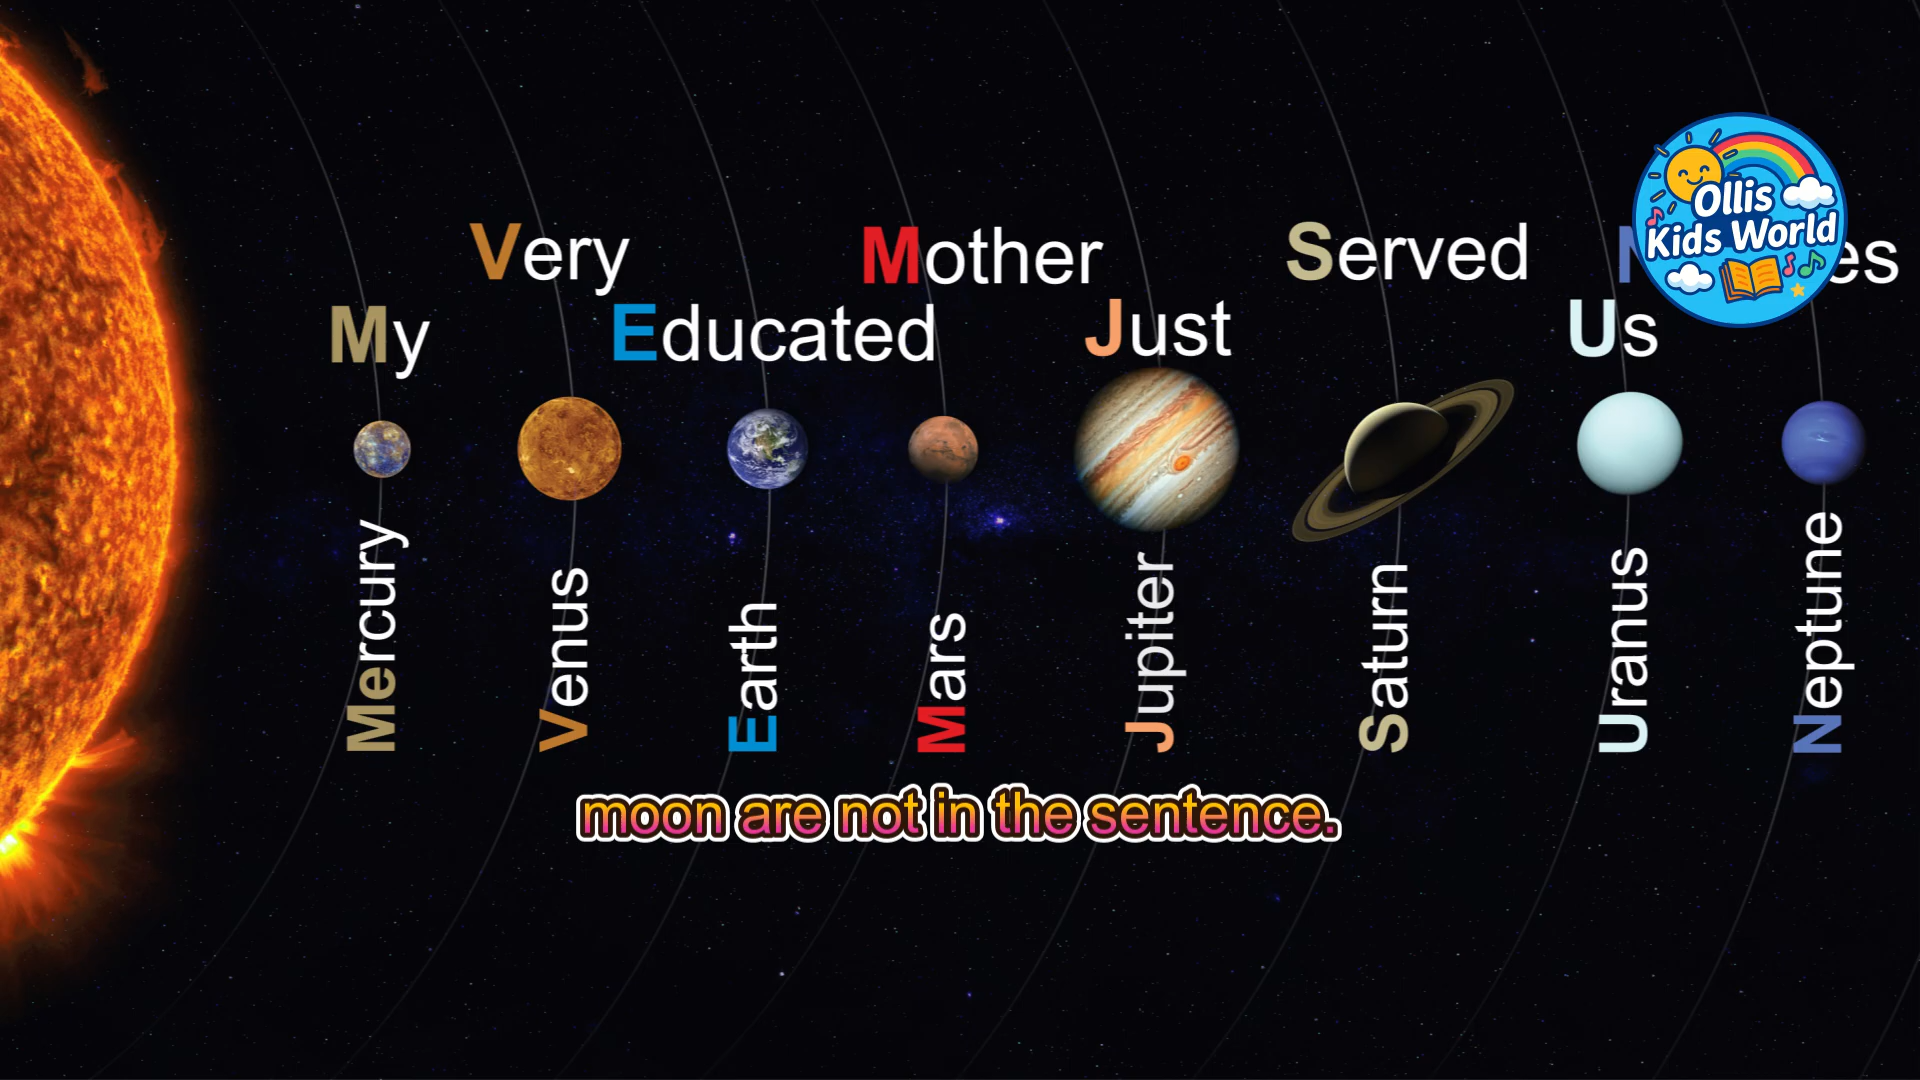 My
Very
Educated
Mother
Just
Served
Us
Ollis
Kids World
Mercury
Venus
Earth
Mars
Jupiter
Saturn
Uranus
Neptune
moon are not in the sentence.